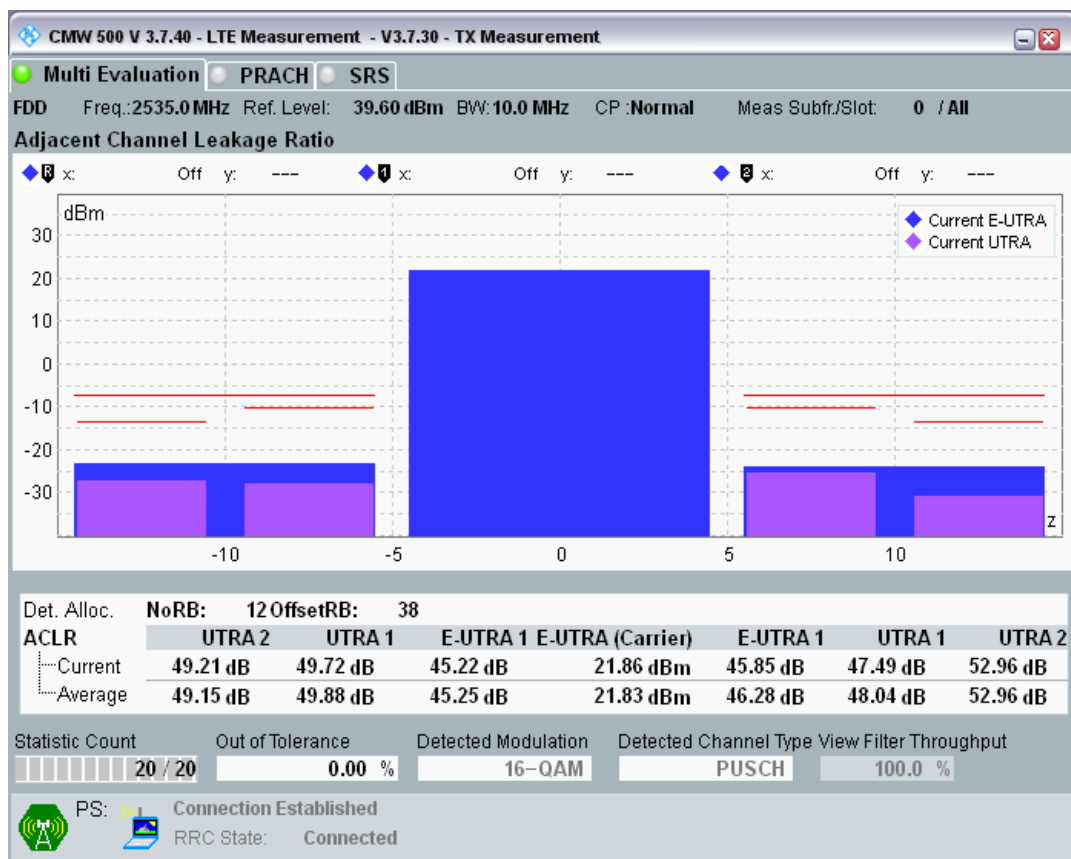 CMW 500 V 3.7.40 - LTE Measurement - V3.7.30 - TX Measurement
Multi Evaluation PRACH SRS
FDD Freq.:2535.0 MHz Ref. Level: 39.60 dBm BW: 10.0 MHz CP :Normal Meas Subfr./Slot: 0 / All
Adjacent Channel Leakage Ratio
R x: Off y: --- 1 x: Off y: --- 2 x: Off y: ---
dBm
Current E-UTRA
Current UTRA
30
20
10
0
-10
-20
-30
z
-10 -5 0 5 10
Det. Alloc. NoRB: 12 OffsetRB: 38
ACLR UTRA 2 UTRA 1 E-UTRA 1 E-UTRA (Carrier) E-UTRA 1 UTRA 1 UTRA 2
Current 49.21 dB 49.72 dB 45.22 dB 21.86 dBm 45.85 dB 47.49 dB 52.96 dB
Average 49.15 dB 49.88 dB 45.25 dB 21.83 dBm 46.28 dB 48.04 dB 52.96 dB
Statistic Count Out of Tolerance Detected Modulation Detected Channel Type View Filter Throughput
20 / 20 0.00 % 16-QAM PUSCH 100.0 %
PS: Connection Established
RRC State: Connected